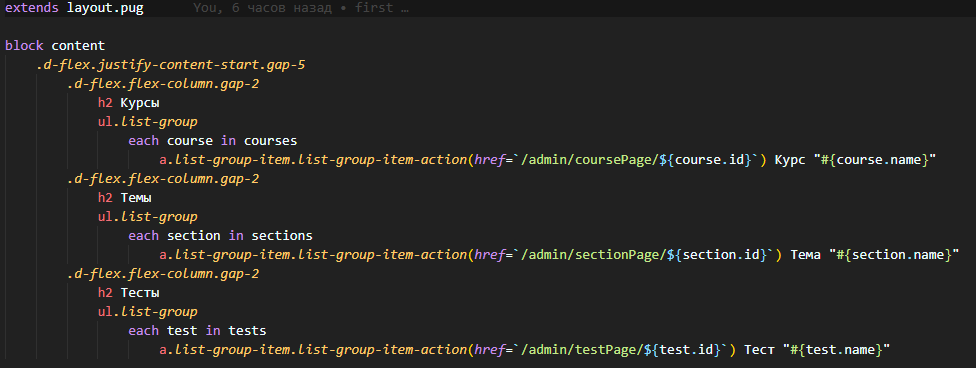 extends layout.pug You, 6 часов назад • first …
block content
.d-flex.justify-content-start.gap-5
.d-flex.flex-column.gap-2
h2 Курсы
ul.list-group
each course in courses
a.list-group-item.list-group-item-action(href=`/admin/coursePage/${course.id}`) Курс "#{course.name}"
.d-flex.flex-column.gap-2
h2 Темы
ul.list-group
each section in sections
a.list-group-item.list-group-item-action(href=`/admin/sectionPage/${section.id}`) Тема "#{section.name}"
.d-flex.flex-column.gap-2
h2 Тесты
ul.list-group
each test in tests
a.list-group-item.list-group-item-action(href=`/admin/testPage/${test.id}`) Тест "#{test.name}"